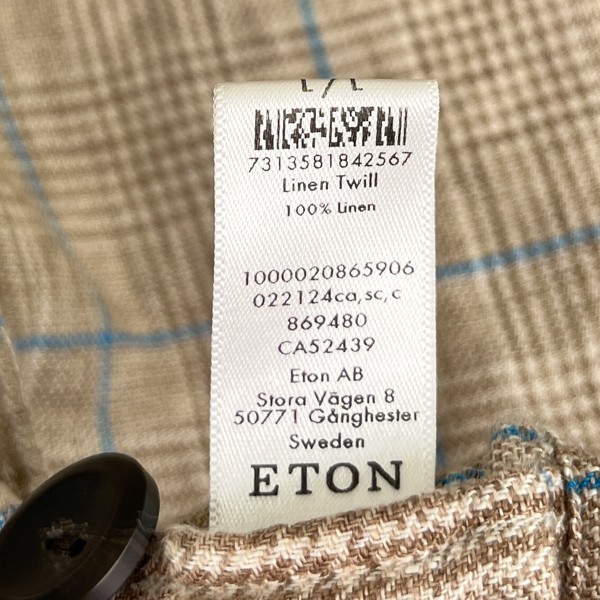 7313581842567
Linen Twill
100% Linen
1000020865906
022124ca,sc,c
869480
CA52439
Eton AB
Stora Vägen 8
50771 Gånghester
Sweden
ETON